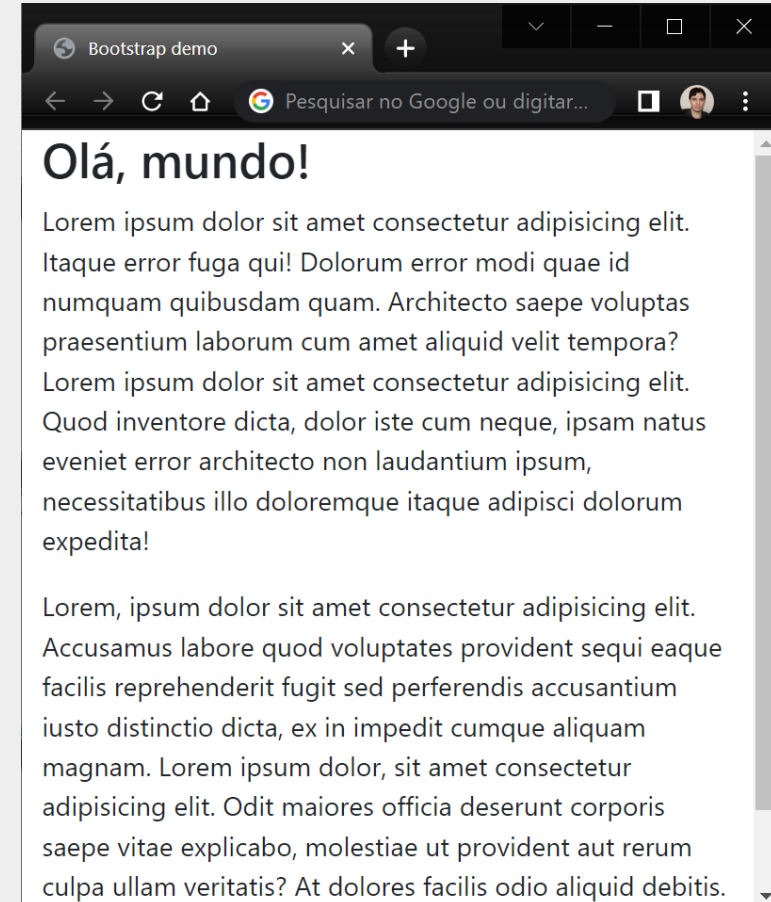 Bootstrap demo
Pesquisar no Google ou digitar...
Olá, mundo!
Lorem ipsum dolor sit amet consectetur adipisicing elit.
Itaque error fuga qui! Dolorum error modi quae id
numquam quibusdam quam. Architecto saepe voluptas
praesentium laborum cum amet aliquid velit tempora?
Lorem ipsum dolor sit amet consectetur adipisicing elit.
Quod inventore dicta, dolor iste cum neque, ipsam natus
eveniet error architecto non laudantium ipsum,
necessitatibus illo doloremque itaque adipisci dolorum
expedita!
Lorem, ipsum dolor sit amet consectetur adipisicing elit.
Accusamus labore quod voluptates provident sequi eaque
facilis reprehenderit fugit sed perferendis accusantium
iusto distinctio dicta, ex in impedit cumque aliquam
magnam. Lorem ipsum dolor, sit amet consectetur
adipisicing elit. Odit maiores officia deserunt corporis
saepe vitae explicabo, molestiae ut provident aut rerum
culpa ullam veritatis? At dolores facilis odio aliquid debitis.